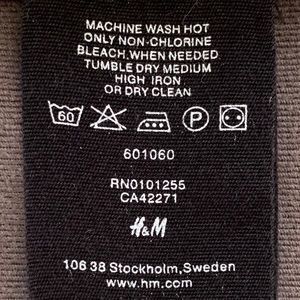 MACHINE WASH HOT
ONLY NON-CHLORINE
BLEACH.WHEN NEEDED
TUMBLE DRY MEDIUM
HIGH IRON
OR DRY CLEAN
60 P
601060
RN0101255
CA42271
H&M
106 38 Stockholm,Sweden
www.hm.com